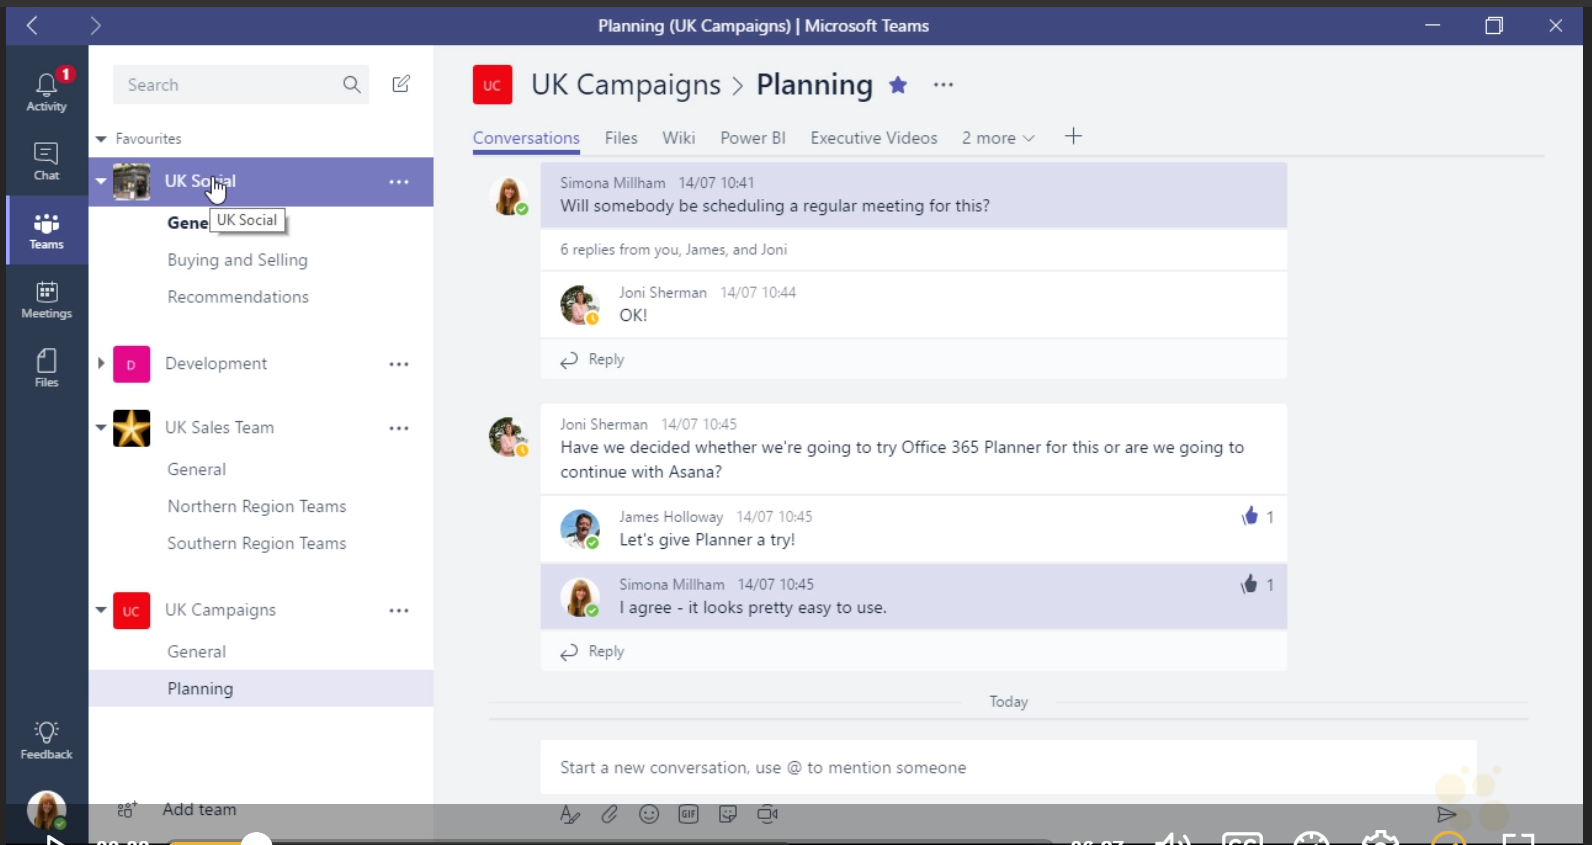 Planning (UK Campaigns) | Microsoft Teams
1
Activity
Chat
Teams
Meetings
Files
Feedback
Search
Favourites
UK Social
UK Social
Buying and Selling
Recommendations
D
Development
UK Sales Team
General
Northern Region Teams
Southern Region Teams
UC
UK Campaigns
General
Planning
Add team
UC
UK Campaigns > Planning
Conversations Files Wiki Power BI Executive Videos 2 more
Simona Millham 14/07 10:41
Will somebody be scheduling a regular meeting for this?
6 replies from you, James, and Joni
Joni Sherman 14/07 10:44
OK!
Reply
Joni Sherman 14/07 10:45
Have we decided whether we're going to try Office 365 Planner for this or are we going to
continue with Asana?
James Holloway 14/07 10:45
1
Let's give Planner a try!
Simona Millham 14/07 10:45
1
I agree - it looks pretty easy to use.
Reply
Today
Start a new conversation, use @ to mention someone
GIF
CC